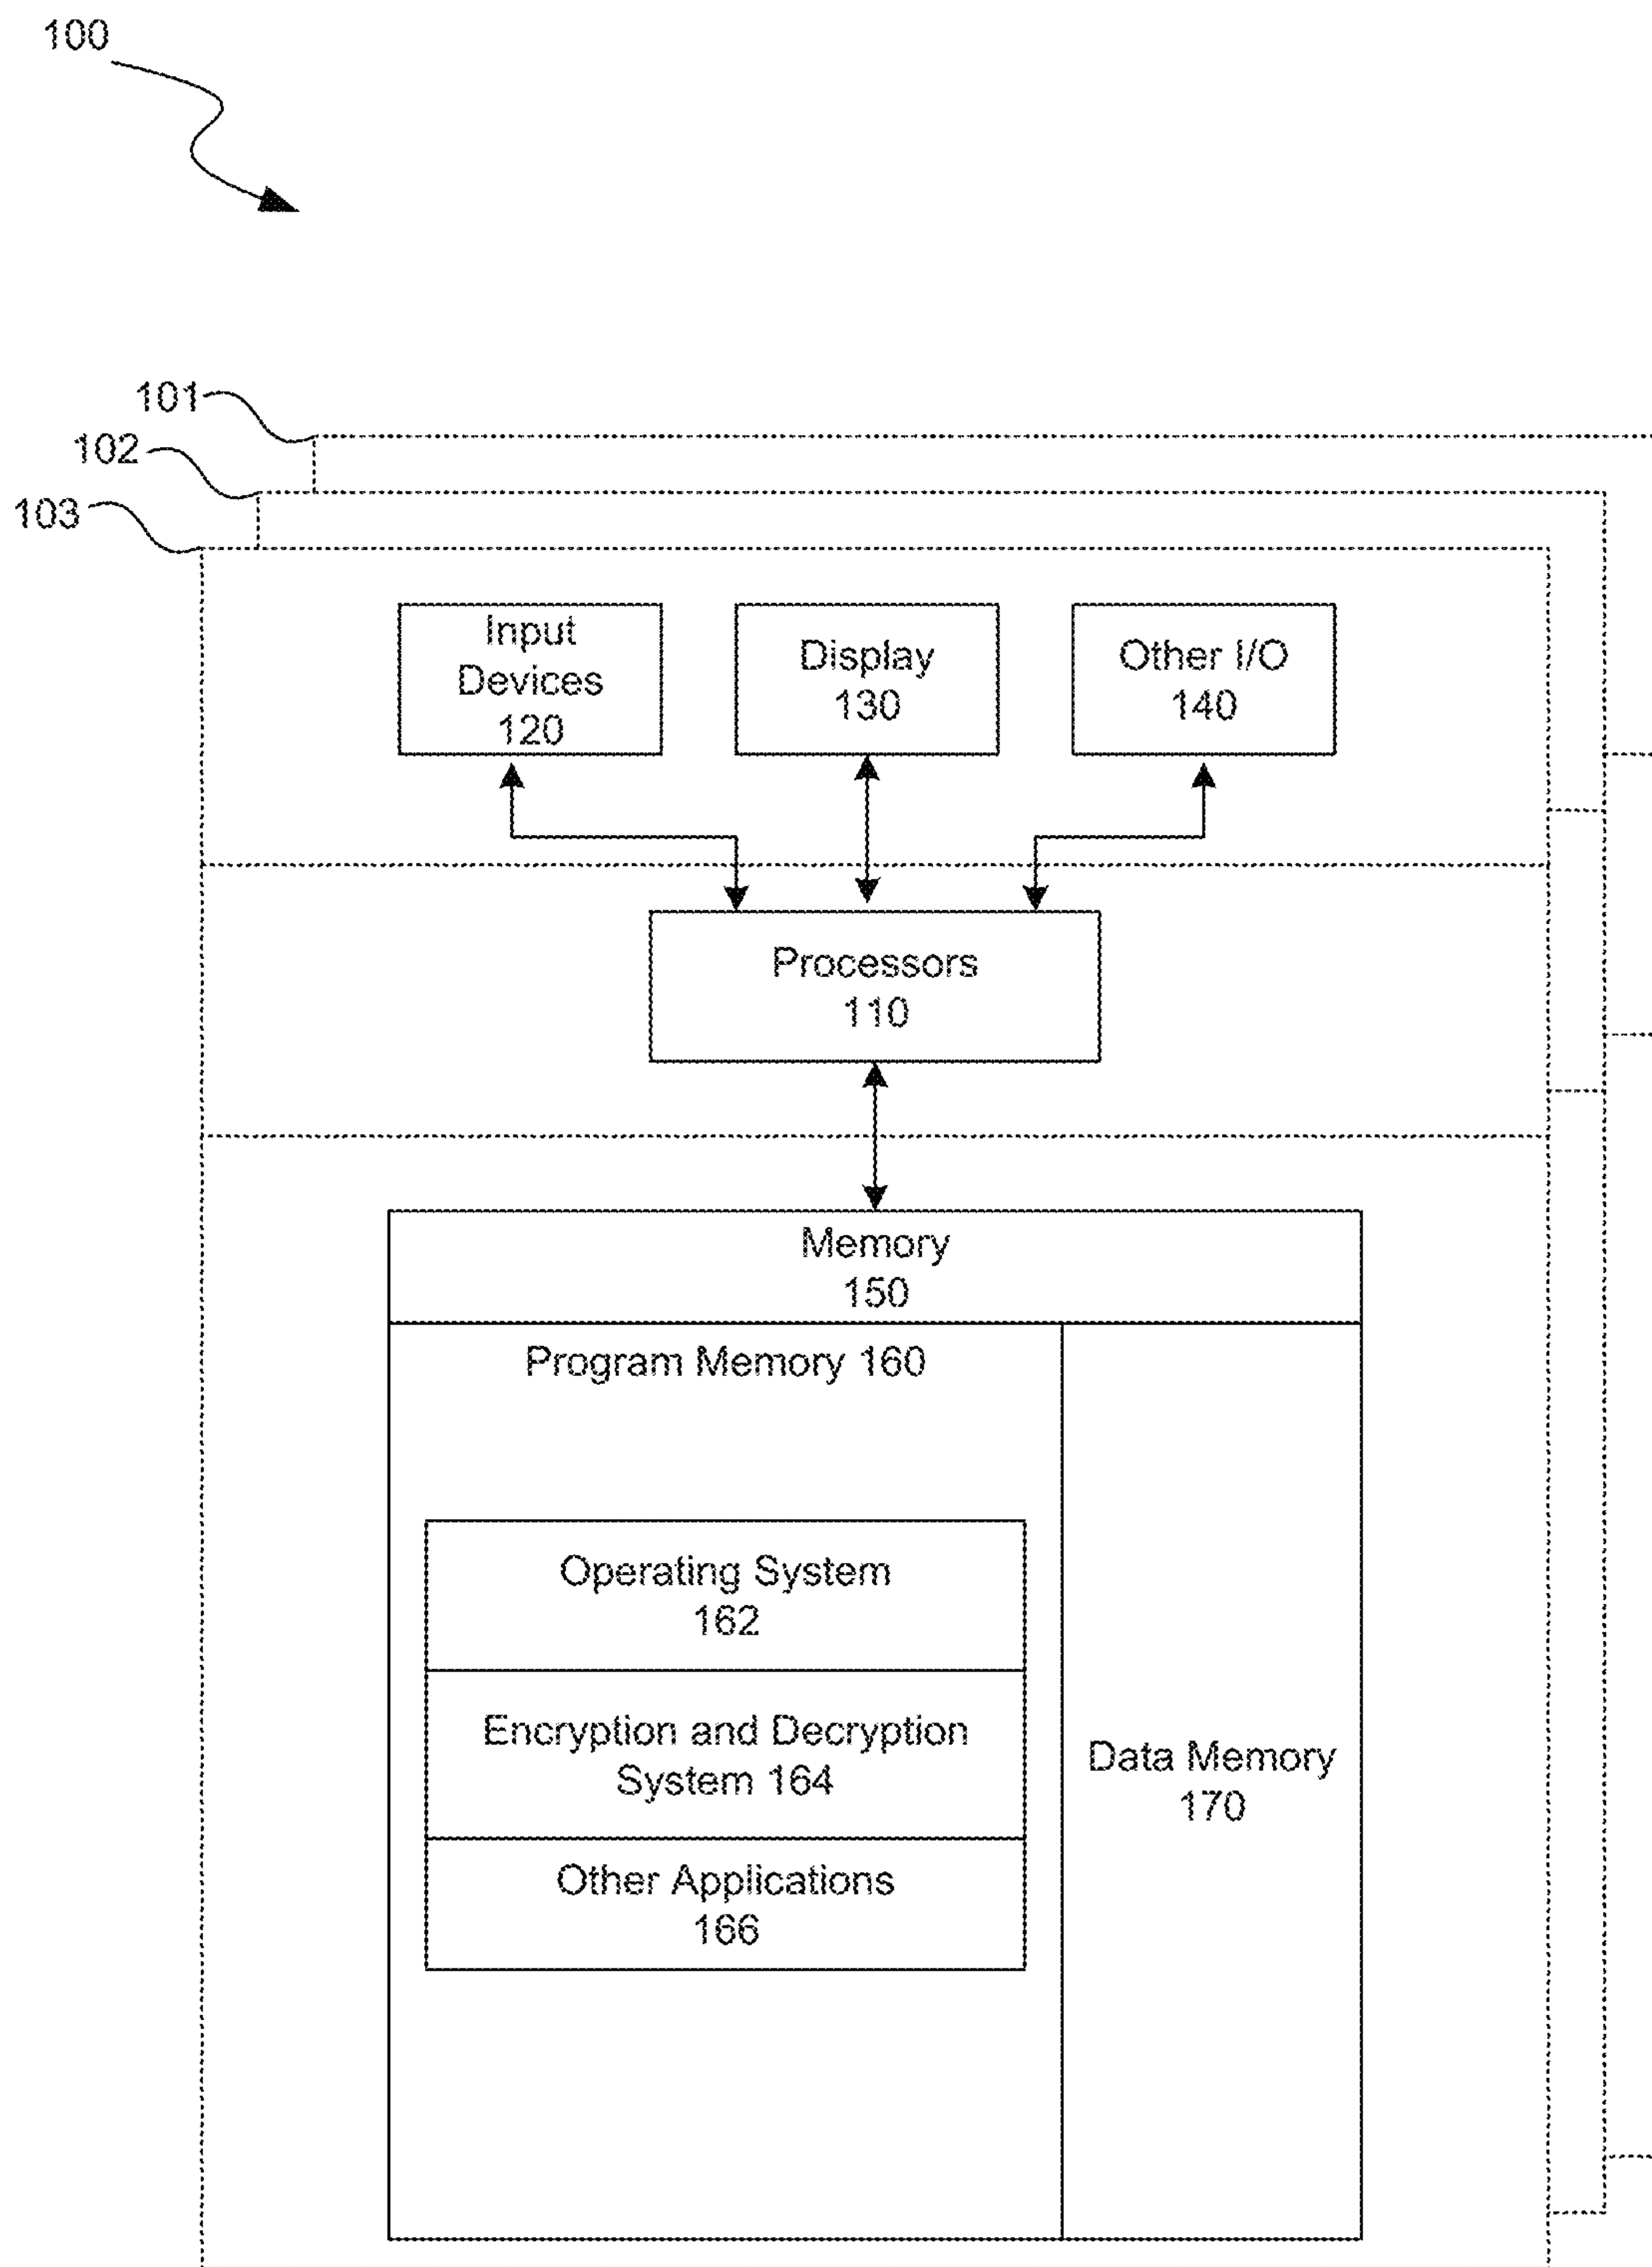 100
101
102
103
Input
Devices
120
Display
130
Other I/O
140
Processors
110
Memory
150
Program Memory 160
Operating System
162
Encryption and Decryption
System 164
Other Applications
166
Data Memory
170